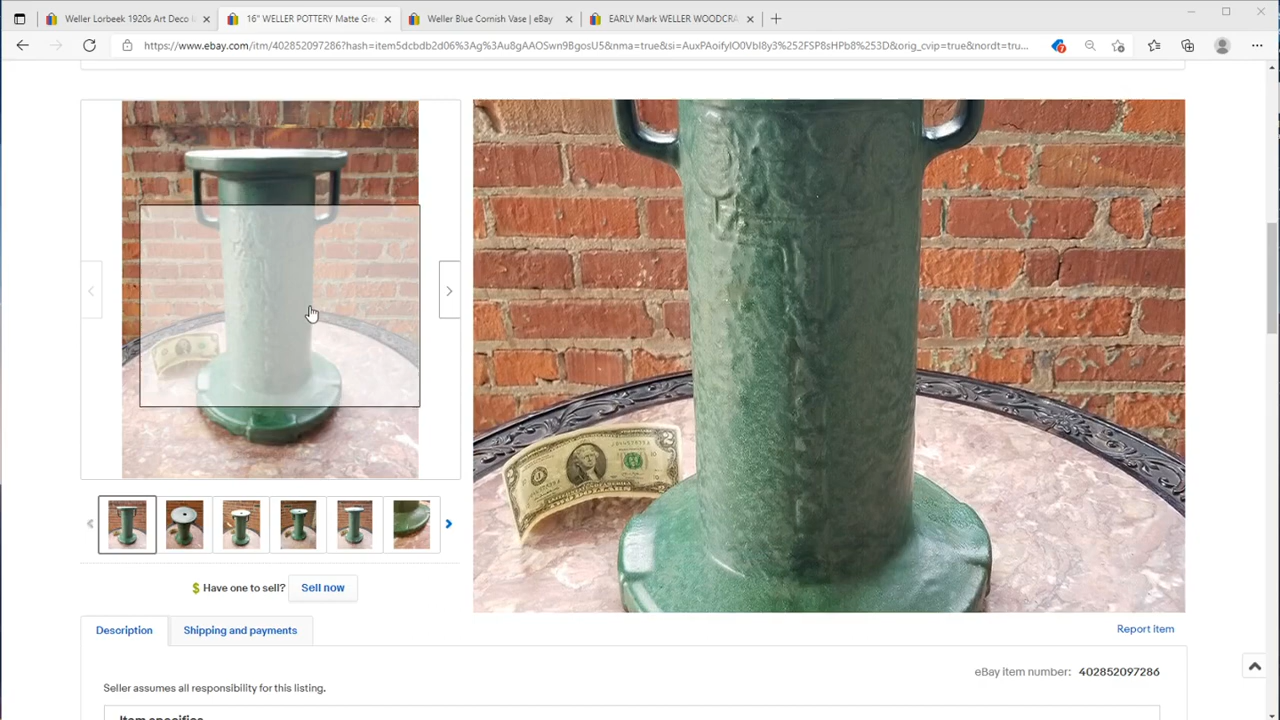 Weller Lorbeek 1920s Art Deco
16" WELLER POTTERY Matte Gre
Weller Blue Cornish Vase | eBay
EARLY Mark WELLER WOODCRA
https://www.ebay.com/itm/402852097286?hash=item5dcbdb2d06%3Ag%3Au8gAAOSwn9BgosU5&nma=true&si=AuxPAoifyIO0VbI8y3%252FSP8sHPb8%253D&orig_cvip=true&nordt=tru...
$ Have one to sell? Sell now
Description
Shipping and payments
Report item
eBay item number: 402852097286
Seller assumes all responsibility for this listing.
Item specifics